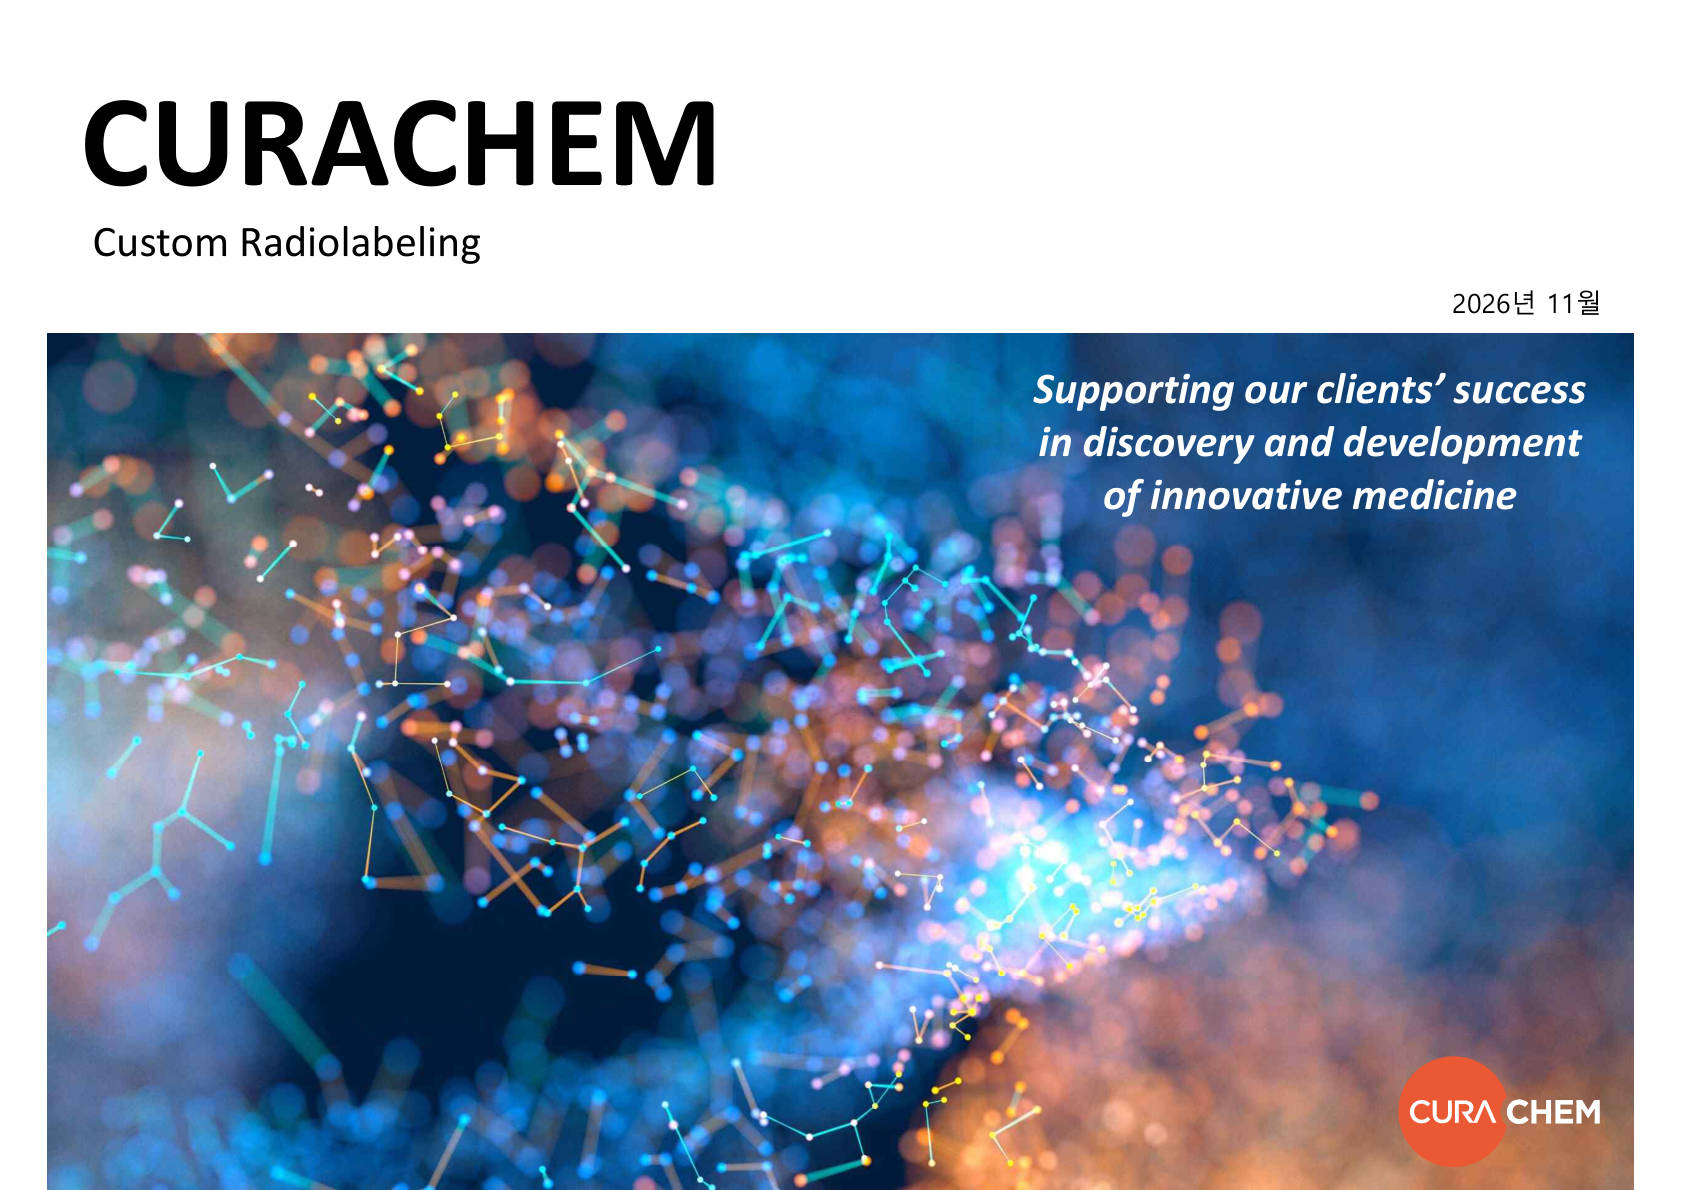 CURACHEM
Custom Radiolabeling
2026년 11월
Supporting our clients’ success
in discovery and development
of innovative medicine
CURA CHEM